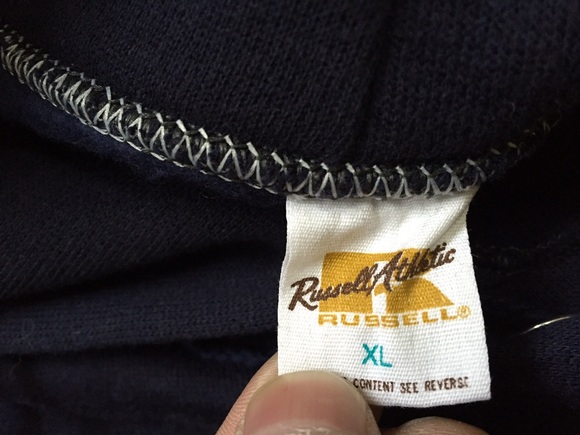 Russell Athletic
R
RUSSELL®
XL
CONTENT SEE REVERSE